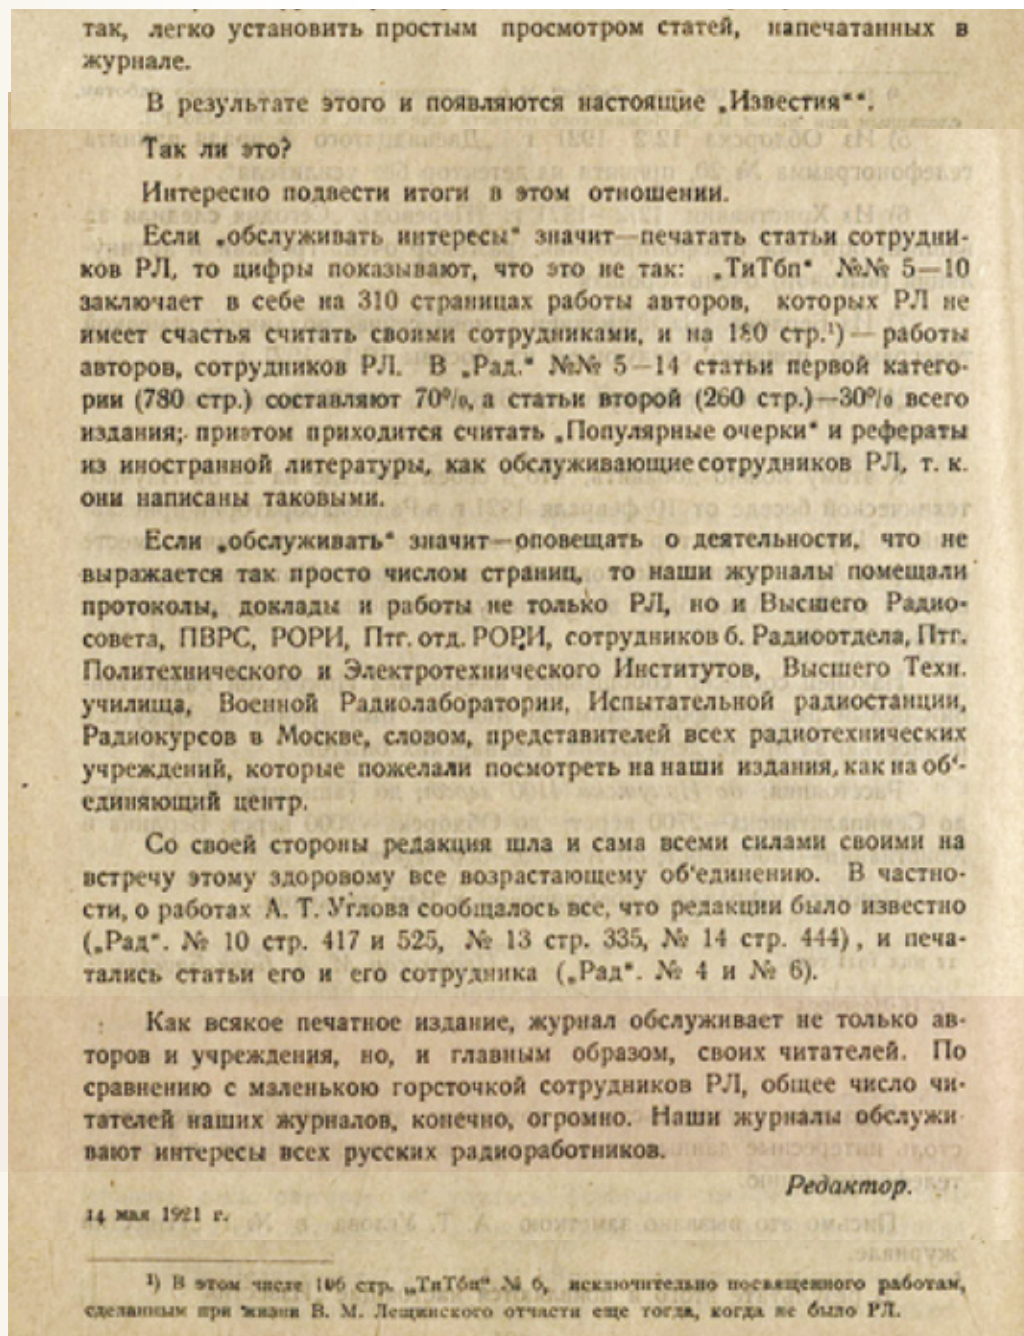 так, легко установить простым просмотром статей, напечатанных в
журнале.
В результате этого и появляются настоящие „Известия“".
Так ли это?
Интересно подвести итоги в этом отношении.
Если „обслуживать интересы“ значит—печатать статьи сотрудни-
ков РЛ, то цифры показывают, что это не так: „ТиТбп“ №№ 5—10
заключает в себе на 310 страницах работы авторов, которых РЛ не
имеет счастья считать своими сотрудниками, и на 180 стр.¹)—работы
авторов, сотрудников РЛ. В „Рад.“ №№ 5—14 статьи первой катего-
рии (780 стр.) составляют 70%, а статьи второй (260 стр.)—30% всего
издания; приэтом приходится считать „Популярные очерки“ и рефераты
из иностранной литературы, как обслуживающие сотрудников РЛ, т. к.
они написаны таковыми.
Если „обслуживать“ значит—оповещать о деятельности, что не
выражается так просто числом страниц, то наши журналы помещали
протоколы, доклады и работы не только РЛ, но и Высшего Радио-
совета, ПВРС, РОРИ, Птг. отд. РОРИ, сотрудников б. Радиоотдела, Птг.
Политехнического и Электротехнического Институтов, Высшего Техн.
училища, Военной Радиолаборатории, Испытательной радиостанции,
Радиокурсов в Москве, словом, представителей всех радиотехнических
учреждений, которые пожелали посмотреть на наши издания, как на об‘-
единяющий центр.
Со своей стороны редакция шла и сама всеми силами своими на
встречу этому здоровому все возрастающему об‘единению. В частно-
сти, о работах А. Т. Углова сообщалось все, что редакции было известно
(„Рад“. № 10 стр. 417 и 525, № 13 стр. 335, № 14 стр. 444), и печа-
тались статьи его и его сотрудника („Рад“. № 4 и № 6).
Как всякое печатное издание, журнал обслуживает не только ав-
торов и учреждения, но, и главным образом, своих читателей. По
сравнению с маленькою горсточкой сотрудников РЛ, общее число чи-
тателей наших журналов, конечно, огромно. Наши журналы обслужи-
вают интересы всех русских радиоработников.
Редактор.
14 мая 1921 г.
¹) В этом числе 106 стр. „ТиТбп“ № 6, исключительно посвященного работам,
сделанным при жизни В. М. Лещинского отчасти еще тогда, когда не было РЛ.